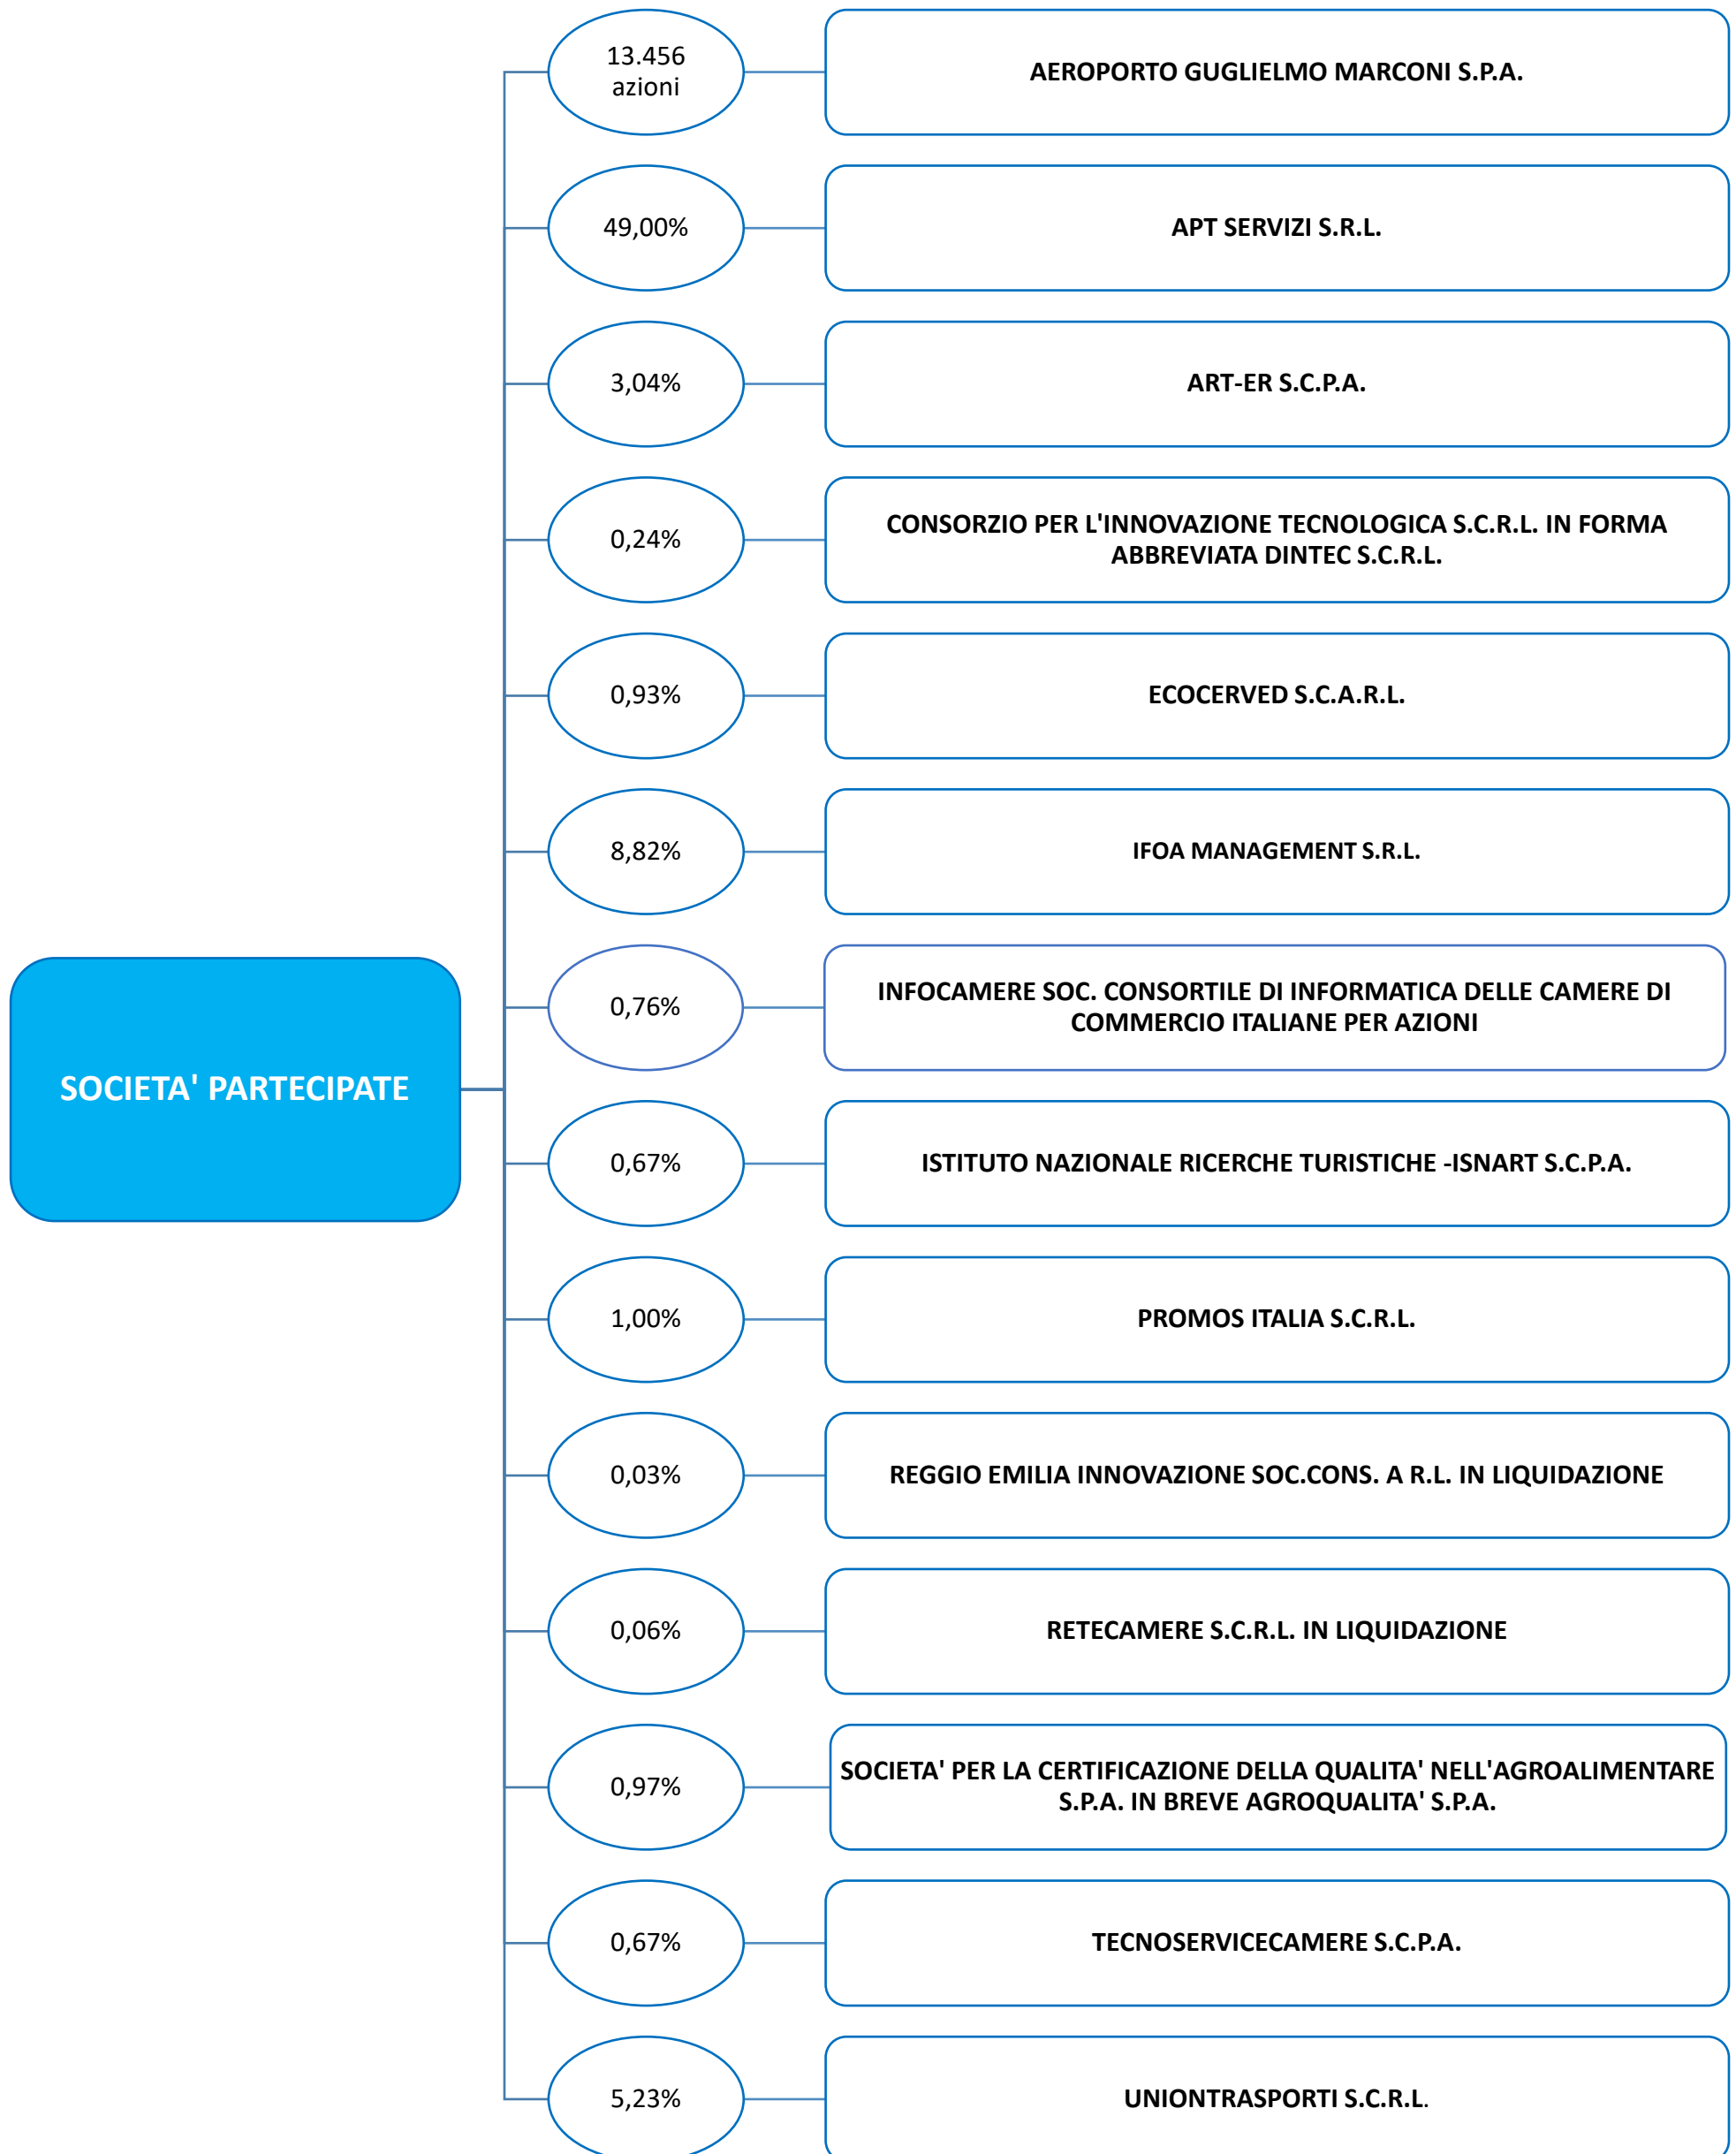 13.456
azioni
AEROPORTO GUGLIELMO MARCONI S.P.A.
49,00%
APT SERVIZI S.R.L.
3,04%
ART-ER S.C.P.A.
0,24%
CONSORZIO PER L'INNOVAZIONE TECNOLOGICA S.C.R.L. IN FORMA
ABBREVIATA DINTEC S.C.R.L.
0,93%
ECOCERVED S.C.A.R.L.
8,82%
IFOA MANAGEMENT S.R.L.
0,76%
INFOCAMERE SOC. CONSORTILE DI INFORMATICA DELLE CAMERE DI
COMMERCIO ITALIANE PER AZIONI
SOCIETA' PARTECIPATE
0,67%
ISTITUTO NAZIONALE RICERCHE TURISTICHE -ISNART S.C.P.A.
1,00%
PROMOS ITALIA S.C.R.L.
0,03%
REGGIO EMILIA INNOVAZIONE SOC.CONS. A R.L. IN LIQUIDAZIONE
0,06%
RETECAMERE S.C.R.L. IN LIQUIDAZIONE
0,97%
SOCIETA' PER LA CERTIFICAZIONE DELLA QUALITA' NELL'AGROALIMENTARE
S.P.A. IN BREVE AGROQUALITA' S.P.A.
0,67%
TECNOSERVICECAMERE S.C.P.A.
5,23%
UNIONTRASPORTI S.C.R.L.